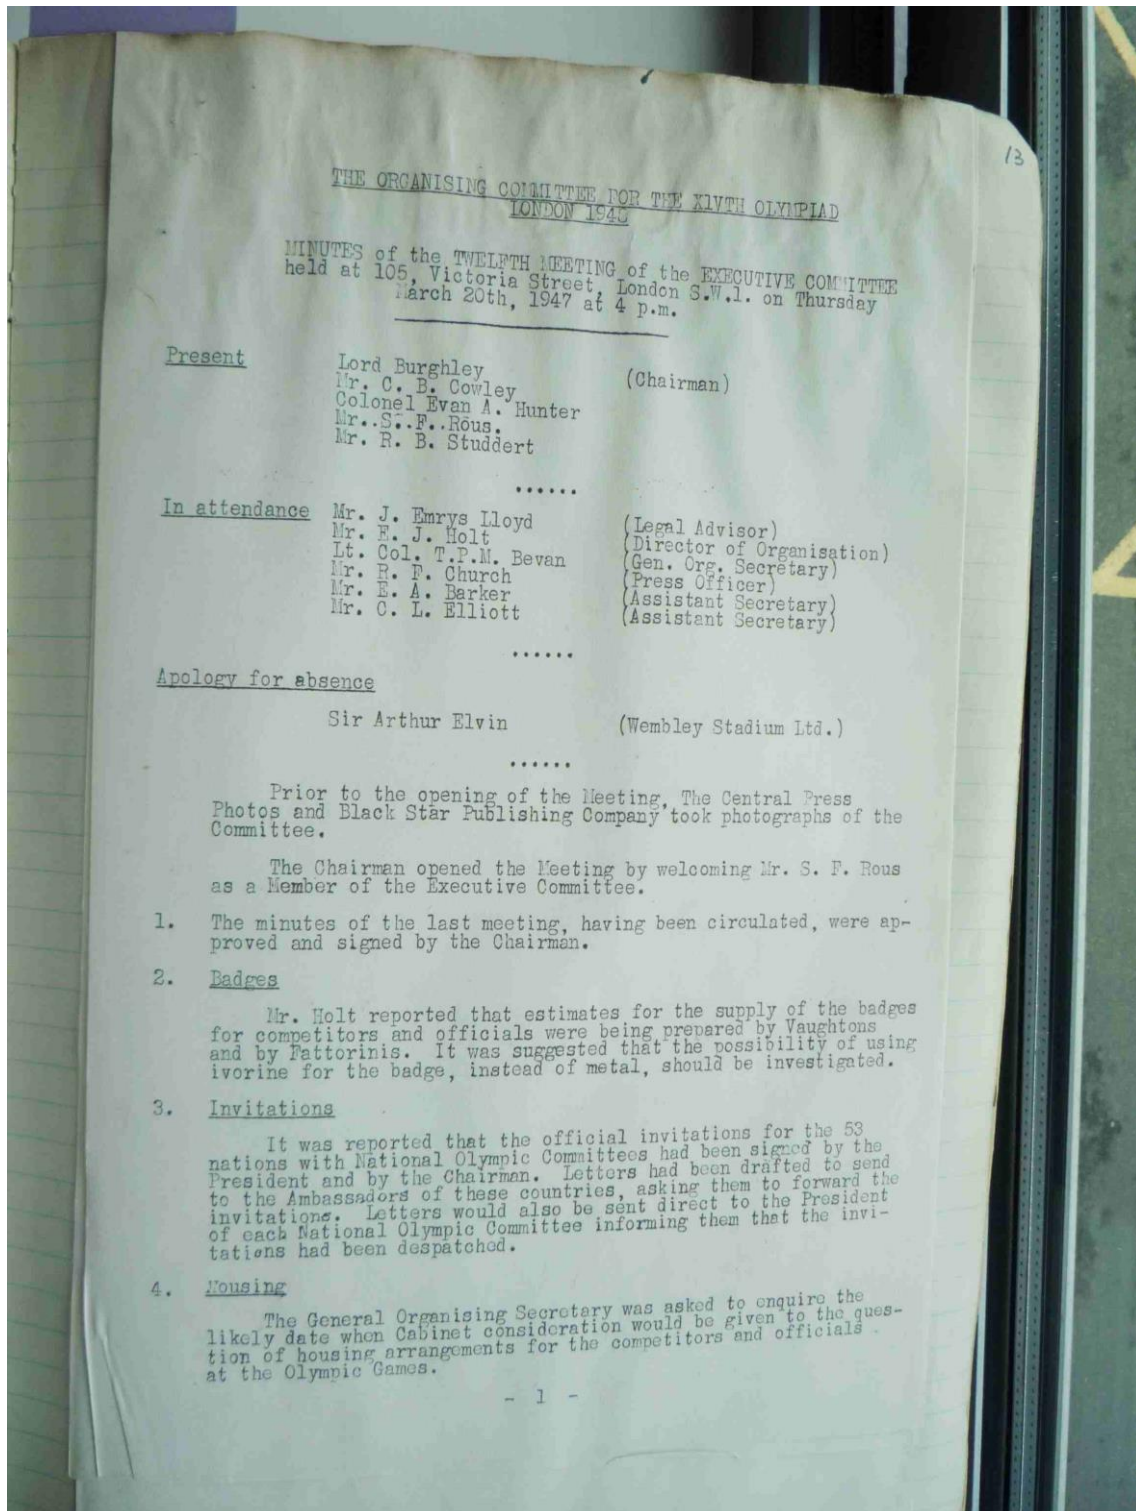 13
THE ORGANISING COMMITTEE FOR THE X1VTH OLYMPIAD
LONDON 1948
MINUTES of the TWELFTH MEETING of the EXECUTIVE COMMITTEE
held at 105, Victoria Street, London S.W.1. on Thursday
March 20th, 1947 at 4 p.m.
Present
Lord Burghley (Chairman)
Mr. C. B. Cowley
Colonel Evan A. Hunter
Mr..S..F..Rous.
Mr. R. B. Studdert
......
In attendance Mr. J. Emrys Lloyd (Legal Advisor)
Mr. E. J. Holt (Director of Organisation)
Lt. Col. T.P.M. Bevan (Gen. Org. Secretary)
Mr. R. F. Church (Press Officer)
Mr. E. A. Barker (Assistant Secretary)
Mr. C. L. Elliott (Assistant Secretary)
......
Apology for absence
Sir Arthur Elvin (Wembley Stadium Ltd.)
......
Prior to the opening of the Meeting, The Central Press
Photos and Black Star Publishing Company took photographs of the
Committee.
The Chairman opened the Meeting by welcoming Mr. S. F. Rous
as a Member of the Executive Committee.
1. The minutes of the last meeting, having been circulated, were ap-
proved and signed by the Chairman.
2. Badges
Mr. Holt reported that estimates for the supply of the badges
for competitors and officials were being prepared by Vaughtons
and by Fattorinis. It was suggested that the possibility of using
ivorine for the badge, instead of metal, should be investigated.
3. Invitations
It was reported that the official invitations for the 53
nations with National Olympic Committees had been signed by the
President and by the Chairman. Letters had been drafted to send
to the Ambassadors of these countries, asking them to forward the
invitations. Letters would also be sent direct to the President
of each National Olympic Committee informing them that the invi-
tations had been despatched.
4. Housing
The General Organising Secretary was asked to enquire the
likely date when Cabinet consideration would be given to the ques-
tion of housing arrangements for the competitors and officials
at the Olympic Games.
- 1 -